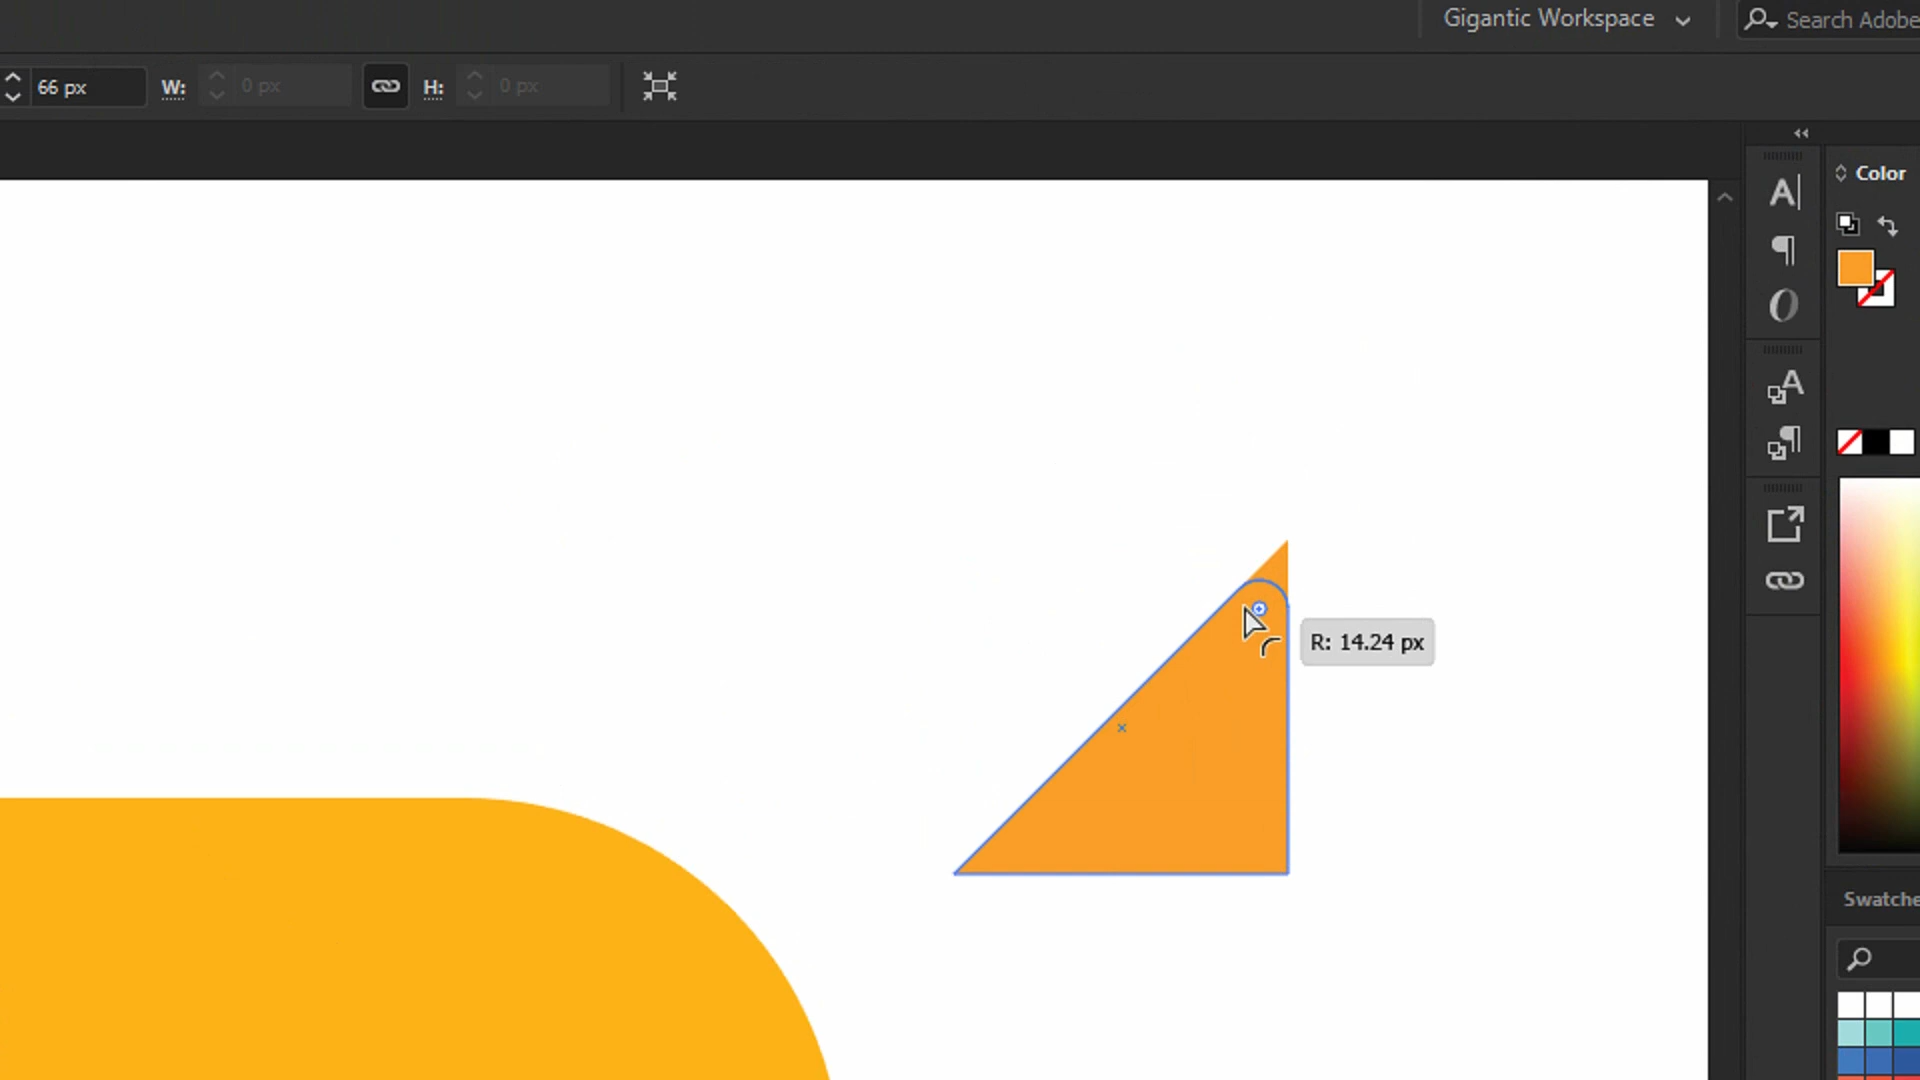 Gigantic Workspace
Search Adobe
66 px W: 0 px H: 0 px
Color
R: 14.24 px
Swatche